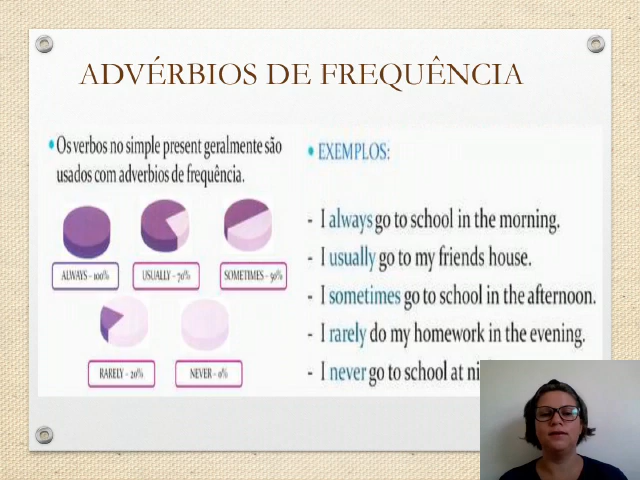 ADVÉRBIOS DE FREQUÊNCIA
• Os verbos no simple present geralmente são
usados com adverbios de frequência.
ALWAYS - 100%
USUALLY - 70%
SOMETIMES - 50%
RARELY - 20%
NEVER - 0%
• EXEMPLOS:
- I always go to school in the morning.
- I usually go to my friends house.
- I sometimes go to school in the afternoon.
- I rarely do my homework in the evening.
- I never go to school at